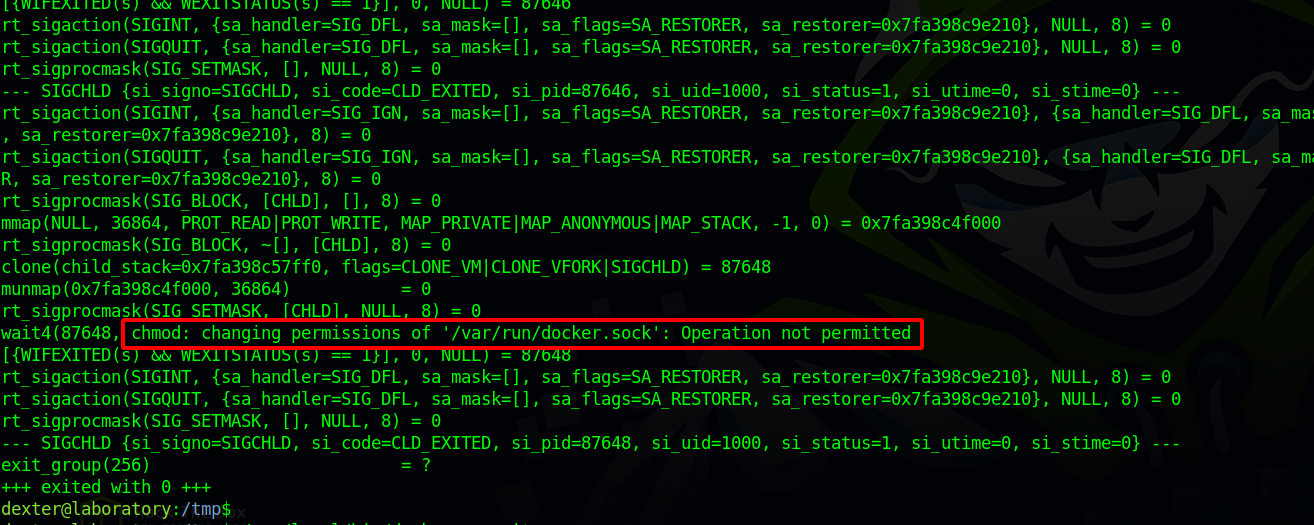 [{WIFEXITED(s) && WEXITSTATUS(s) == 1}], 0, NULL) = 87646
rt_sigaction(SIGINT, {sa_handler=SIG_DFL, sa_mask=[], sa_flags=SA_RESTORER, sa_restorer=0x7fa398c9e210}, NULL, 8) = 0
rt_sigaction(SIGQUIT, {sa_handler=SIG_DFL, sa_mask=[], sa_flags=SA_RESTORER, sa_restorer=0x7fa398c9e210}, NULL, 8) = 0
rt_sigprocmask(SIG_SETMASK, [], NULL, 8) = 0
--- SIGCHLD {si_signo=SIGCHLD, si_code=CLD_EXITED, si_pid=87646, si_uid=1000, si_status=1, si_utime=0, si_stime=0} ---
rt_sigaction(SIGINT, {sa_handler=SIG_IGN, sa_mask=[], sa_flags=SA_RESTORER, sa_restorer=0x7fa398c9e210}, {sa_handler=SIG_DFL, sa_mas
, sa_restorer=0x7fa398c9e210}, 8) = 0
rt_sigaction(SIGQUIT, {sa_handler=SIG_IGN, sa_mask=[], sa_flags=SA_RESTORER, sa_restorer=0x7fa398c9e210}, {sa_handler=SIG_DFL, sa_ma
R, sa_restorer=0x7fa398c9e210}, 8) = 0
rt_sigprocmask(SIG_BLOCK, [CHLD], [], 8) = 0
mmap(NULL, 36864, PROT_READ|PROT_WRITE, MAP_PRIVATE|MAP_ANONYMOUS|MAP_STACK, -1, 0) = 0x7fa398c4f000
rt_sigprocmask(SIG_BLOCK, ~[], [CHLD], 8) = 0
clone(child_stack=0x7fa398c57ff0, flags=CLONE_VM|CLONE_VFORK|SIGCHLD) = 87648
munmap(0x7fa398c4f000, 36864) = 0
rt_sigprocmask(SIG_SETMASK, [CHLD], NULL, 8) = 0
wait4(87648, chmod: changing permissions of '/var/run/docker.sock': Operation not permitted
[{WIFEXITED(s) && WEXITSTATUS(s) == 1}], 0, NULL) = 87648
rt_sigaction(SIGINT, {sa_handler=SIG_DFL, sa_mask=[], sa_flags=SA_RESTORER, sa_restorer=0x7fa398c9e210}, NULL, 8) = 0
rt_sigaction(SIGQUIT, {sa_handler=SIG_DFL, sa_mask=[], sa_flags=SA_RESTORER, sa_restorer=0x7fa398c9e210}, NULL, 8) = 0
rt_sigprocmask(SIG_SETMASK, [], NULL, 8) = 0
--- SIGCHLD {si_signo=SIGCHLD, si_code=CLD_EXITED, si_pid=87648, si_uid=1000, si_status=1, si_utime=0, si_stime=0} ---
exit_group(256) = ?
+++ exited with 0 +++
dexter@laboratory:/tmp$